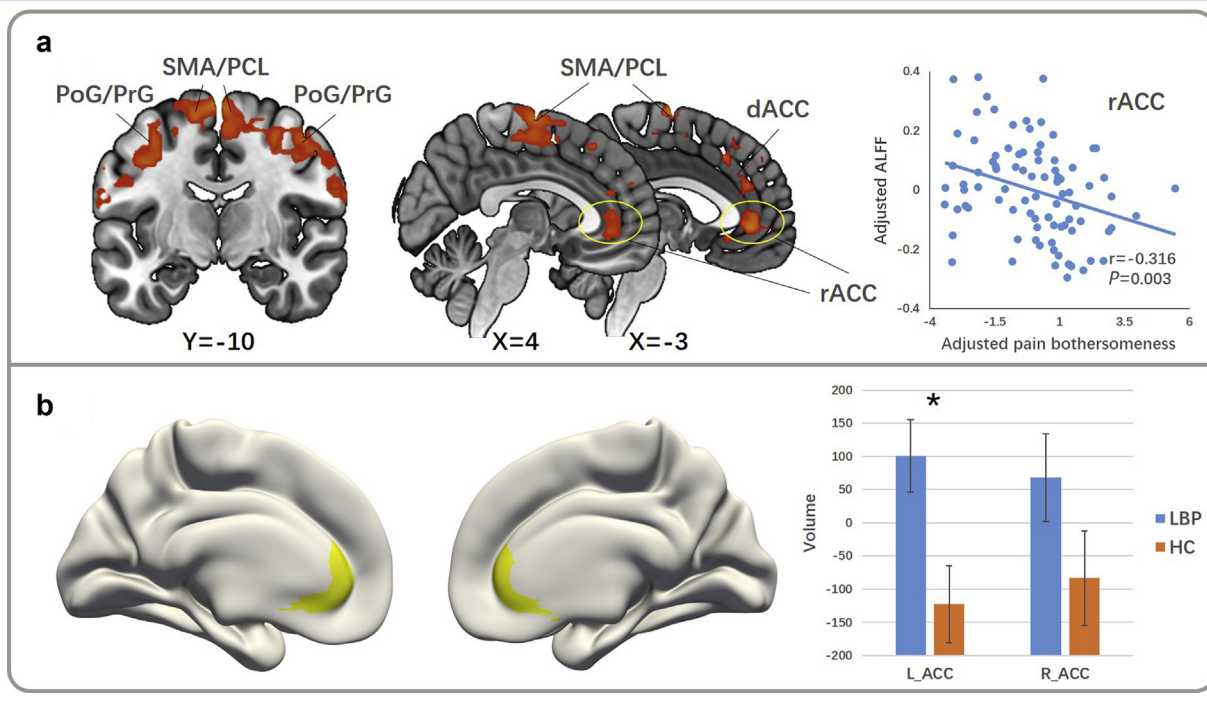 a
SMA/PCL
PoG/PrG
PoG/PrG
Y=-10
SMA/PCL
dACC
rACC
X=4
X=-3
rACC
Adjusted ALFF
0.4
0.2
0
-0.2
-0.4
r=-0.316
P=0.003
-4
-1.5
1
3.5
6
Adjusted pain bothersomeness
b
Volume
200
150
100
50
0
-50
-100
-150
-200
*
L_ACC
R_ACC
LBP
HC